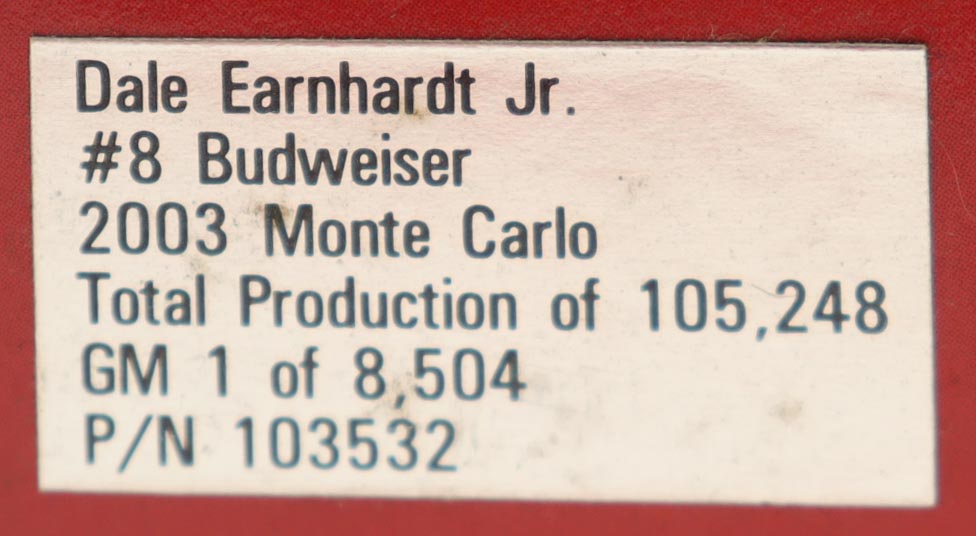 Dale Earnhardt Jr.
#8 Budweiser
2003 Monte Carlo
Total Production of 105,248
GM 1 of 8,504
P/N 103532